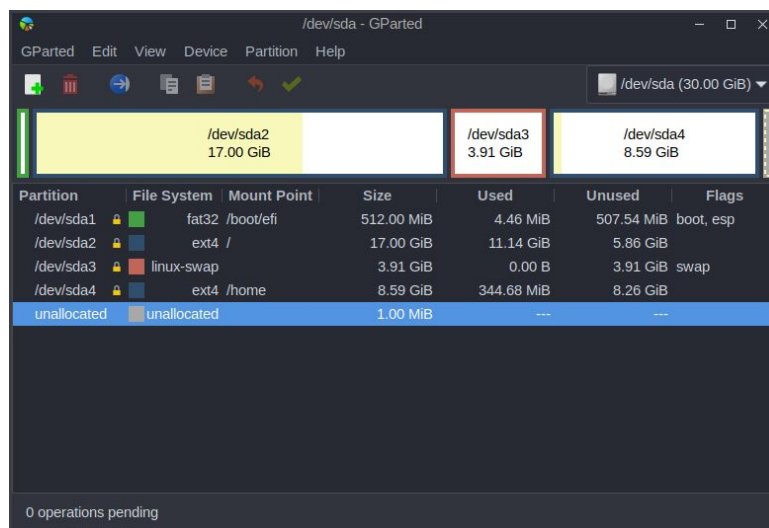 /dev/sda - GParted
GParted Edit View Device Partition Help
/dev/sda (30.00 GiB)
/dev/sda2 /dev/sda3 /dev/sda4
17.00 GiB 3.91 GiB 8.59 GiB
Partition File System Mount Point Size Used Unused Flags
/dev/sda1 fat32 /boot/efi 512.00 MiB 4.46 MiB 507.54 MiB boot, esp
/dev/sda2 ext4 / 17.00 GiB 11.14 GiB 5.86 GiB
/dev/sda3 linux-swap 3.91 GiB 0.00 B 3.91 GiB swap
/dev/sda4 ext4 /home 8.59 GiB 344.68 MiB 8.26 GiB
unallocated unallocated 1.00 MiB --- ---
0 operations pending